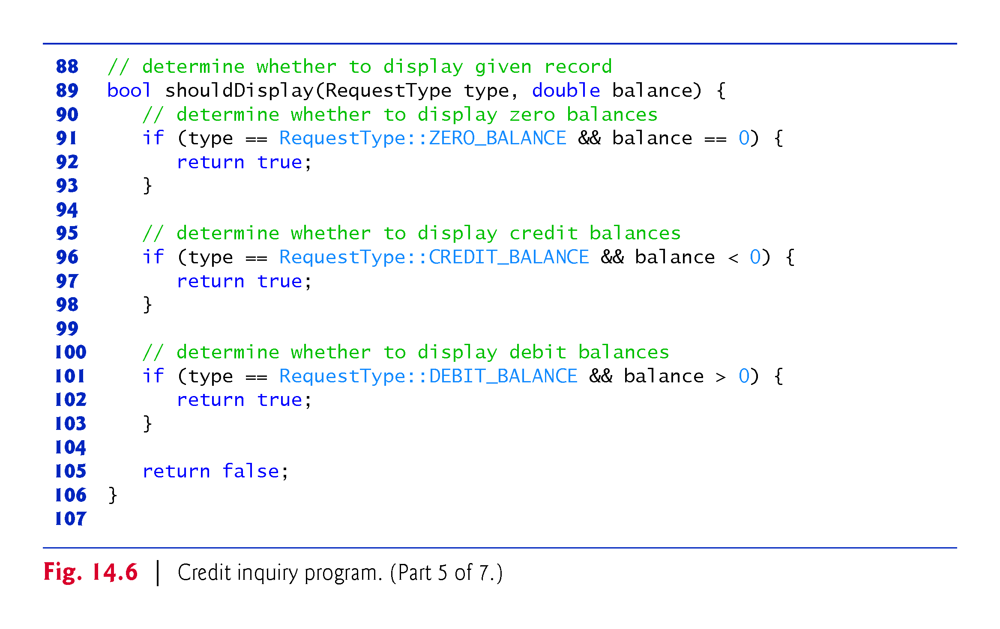 88 // determine whether to display given record
89 bool shouldDisplay(RequestType type, double balance) {
90    // determine whether to display zero balances
91    if (type == RequestType::ZERO_BALANCE && balance == 0) {
92       return true;
93    }
94
95    // determine whether to display credit balances
96    if (type == RequestType::CREDIT_BALANCE && balance < 0) {
97       return true;
98    }
99
100    // determine whether to display debit balances
101    if (type == RequestType::DEBIT_BALANCE && balance > 0) {
102       return true;
103    }
104
105    return false;
106 }
107
Fig. 14.6 | Credit inquiry program. (Part 5 of 7.)